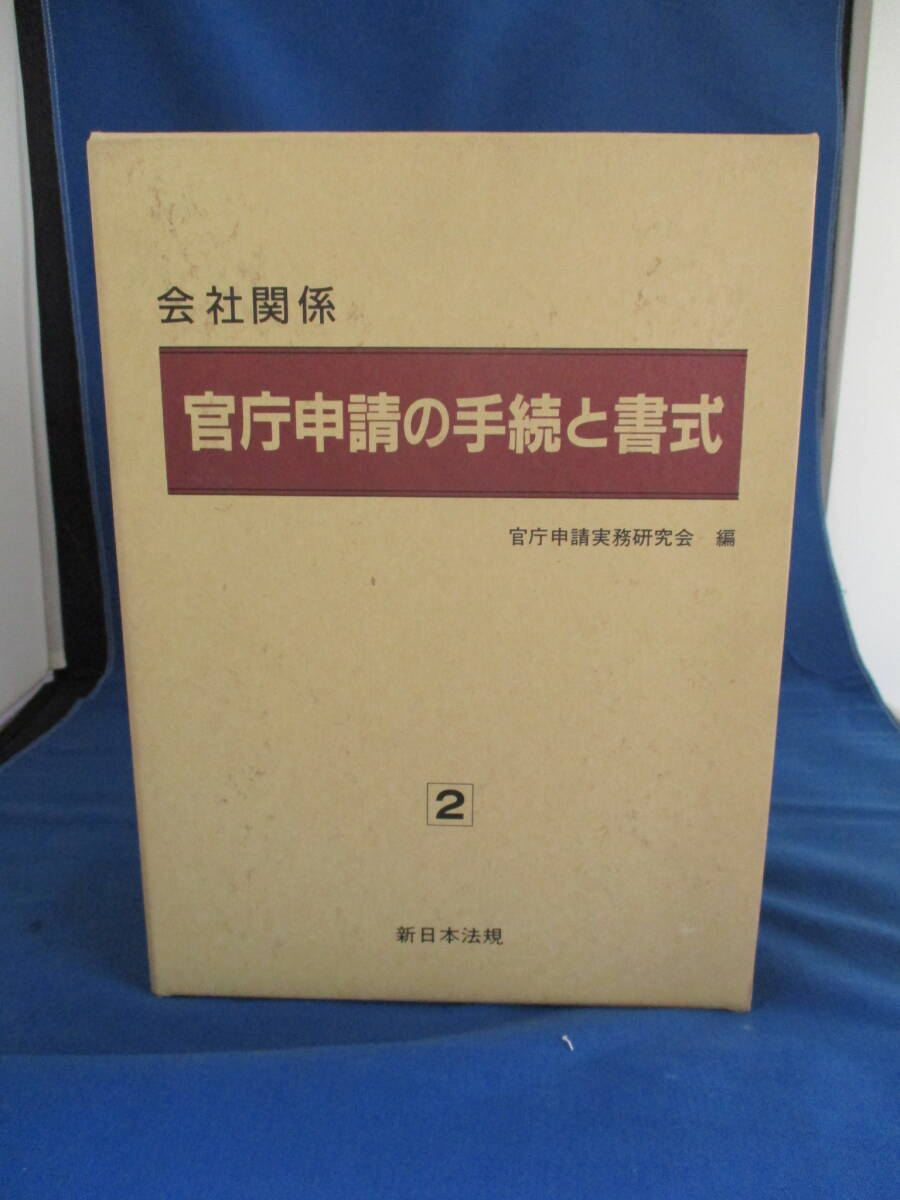 会社関係
官庁申請の手続と書式
官庁申請実務研究会 編
2
新日本法規